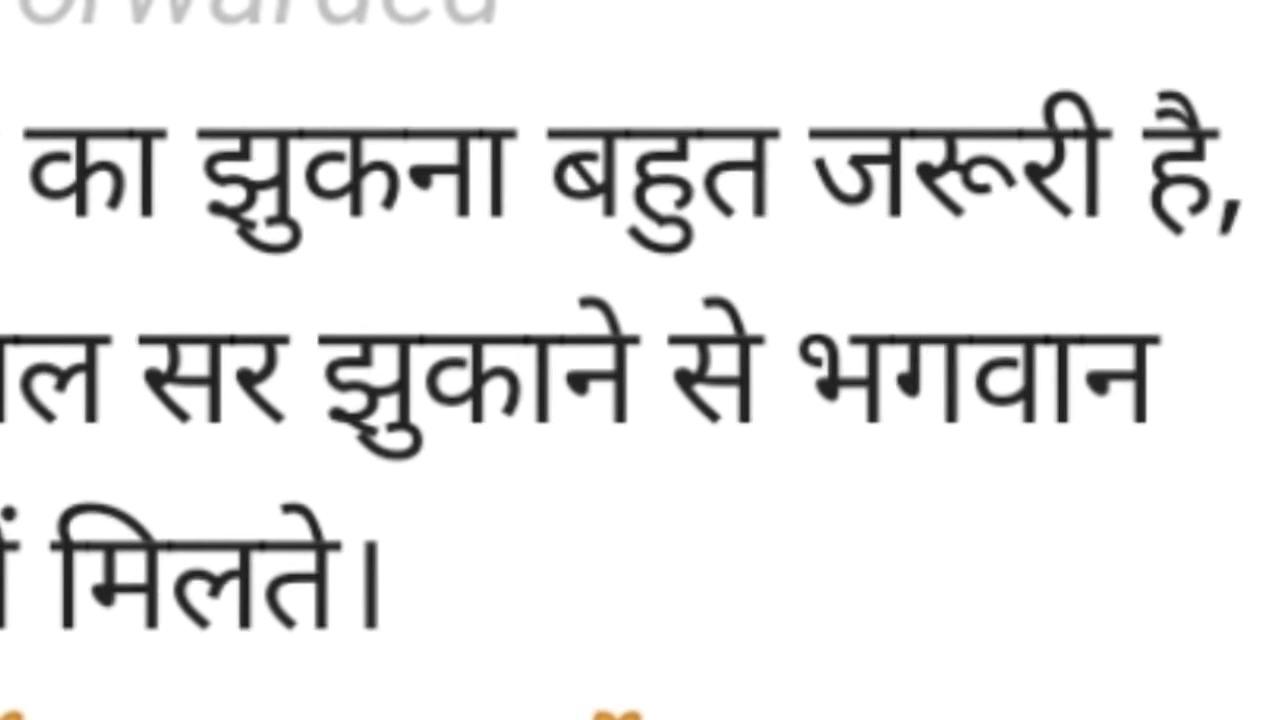 का झुकना बहुत जरूरी है,
सर झुकाने से भगवान
मिलते।